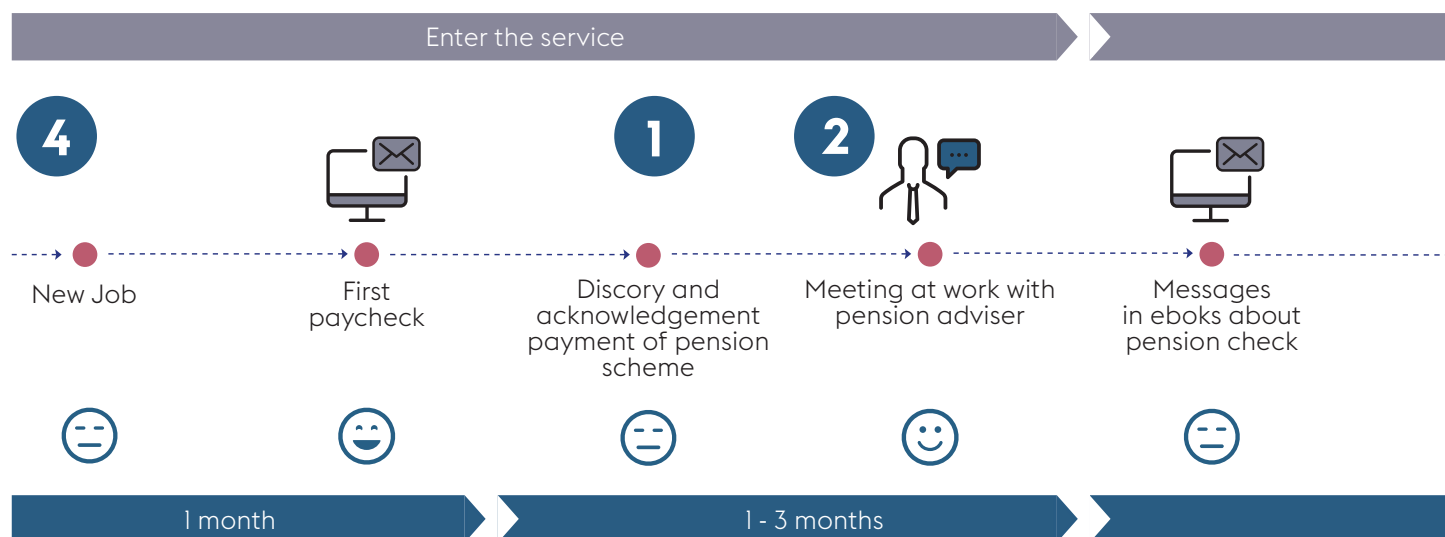 Enter the service
4
1
2
New Job
First
paycheck
Discory and
acknowledgement
payment of pension
scheme
Meeting at work with
pension adviser
Messages
in eboks about
pension check
1 month
1 - 3 months